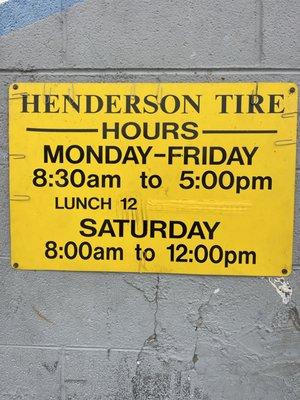 HENDERSON TIRE
HOURS
MONDAY-FRIDAY
8:30am to 5:00pm
LUNCH 12
SATURDAY
8:00am to 12:00pm